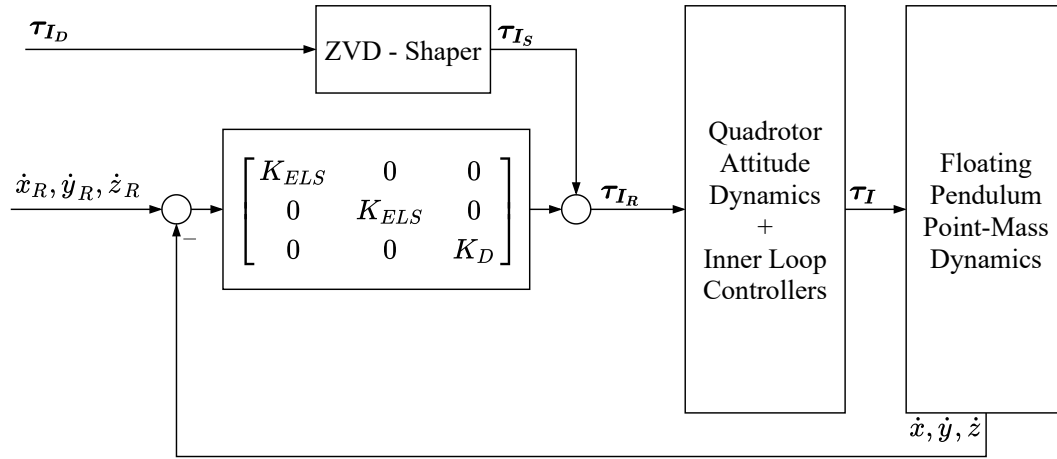 τ_{I_D}
ZVD - Shaper
τ_{I_S}
ẋ_R, ẏ_R, ż_R
−
K_{ELS} 0 0
0 K_{ELS} 0
0 0 K_D
τ_{I_R}
Quadrotor
Attitude
Dynamics
+
Inner Loop
Controllers
τ_I
Floating
Pendulum
Point-Mass
Dynamics
ẋ, ẏ, ż